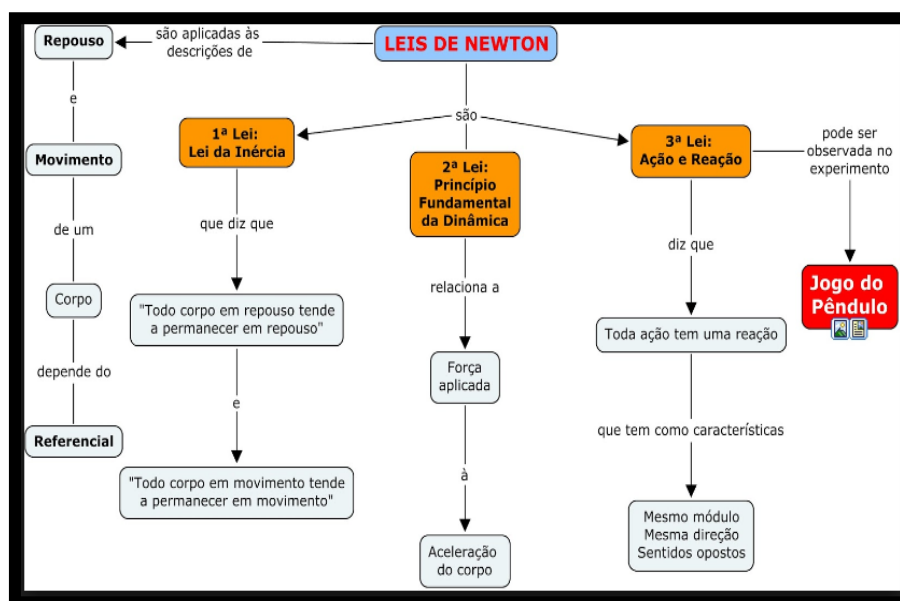 LEIS DE NEWTON
são aplicadas às
descrições de
Repouso
e
Movimento
de um
Corpo
depende do
Referencial
são
1ª Lei:
Lei da Inércia
que diz que
"Todo corpo em repouso tende
a permanecer em repouso"
e
"Todo corpo em movimento tende
a permanecer em movimento"
2ª Lei:
Princípio
Fundamental
da Dinâmica
relaciona a
Força
aplicada
à
Aceleração
do corpo
3ª Lei:
Ação e Reação
diz que
Toda ação tem uma reação
que tem como características
Mesmo módulo
Mesma direção
Sentidos opostos
pode ser
observada no
experimento
Jogo do
Pêndulo